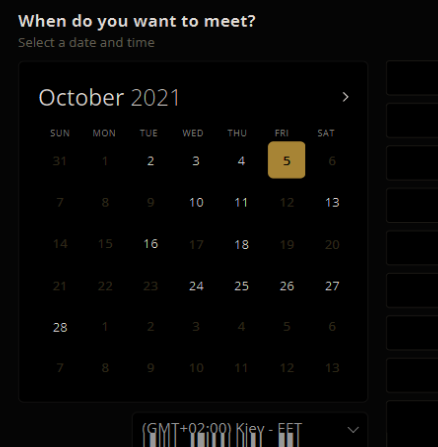 When do you want to meet?
Select a date and time
October 2021
SUN MON TUE WED THU FRI SAT
31 1 2 3 4 5 6
7 8 9 10 11 12 13
14 15 16 17 18 19 20
21 22 23 24 25 26 27
28 1 2 3 4 5 6
7 8 9 10 11 12 13
(GMT+02:00) Kiev - EET